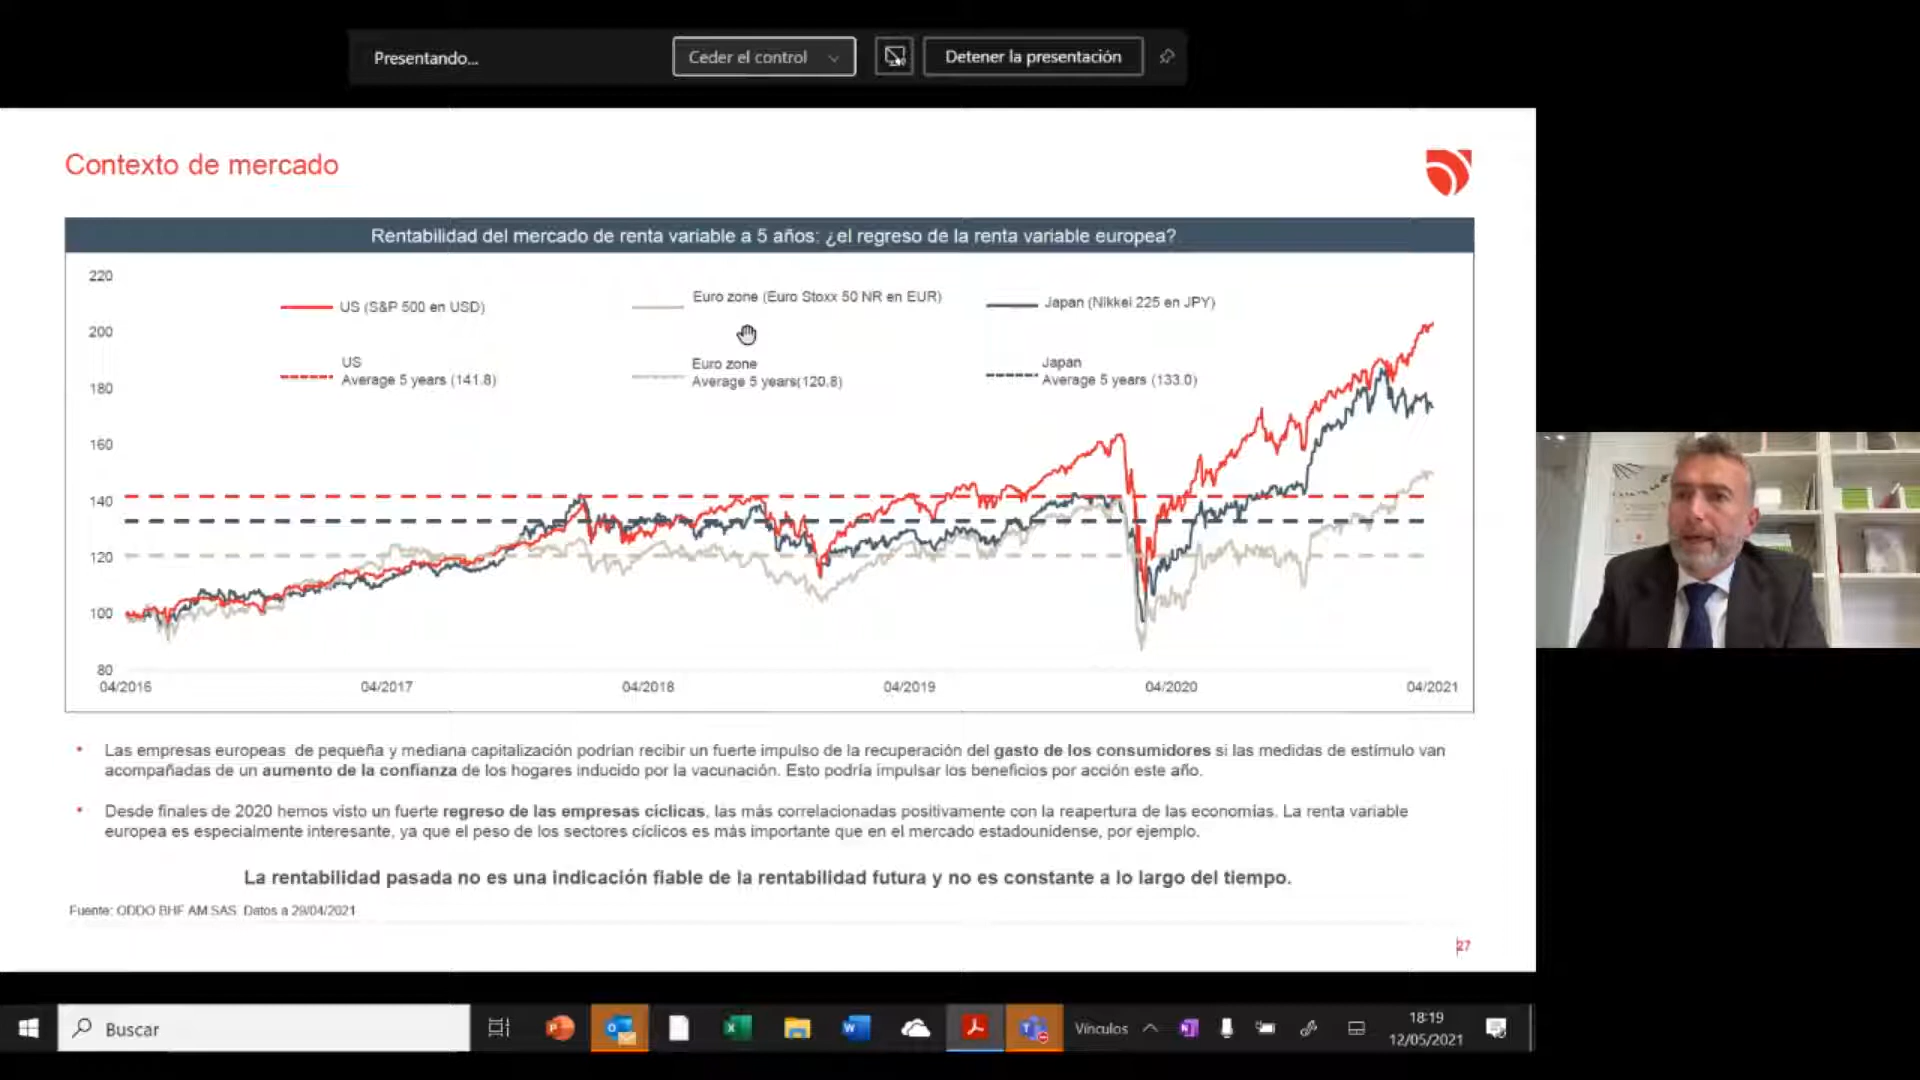 Presentando...
Ceder el control
Detener la presentación
Contexto de mercado
Rentabilidad del mercado de renta variable a 5 años: ¿el regreso de la renta variable europea?
220
200
180
160
140
120
100
80
US (S&P 500 en USD)
Euro zone (Euro Stoxx 50 NR en EUR)
Japan (Nikkei 225 en JPY)
US
Average 5 years (141.8)
Euro zone
Average 5 years(120.8)
Japan
Average 5 years (133.0)
04/2016
04/2017
04/2018
04/2019
04/2020
04/2021
• Las empresas europeas de pequeña y mediana capitalización podrían recibir un fuerte impulso de la recuperación del gasto de los consumidores si las medidas de estímulo van
acompañadas de un aumento de la confianza de los hogares inducido por la vacunación. Esto podría impulsar los beneficios por acción este año.
• Desde finales de 2020 hemos visto un fuerte regreso de las empresas cíclicas, las más correlacionadas positivamente con la reapertura de las economías. La renta variable
europea es especialmente interesante, ya que el peso de los sectores cíclicos es más importante que en el mercado estadounidense, por ejemplo.
La rentabilidad pasada no es una indicación fiable de la rentabilidad futura y no es constante a lo largo del tiempo.
Fuente: ODDO BHF AM SAS. Datos a 29/04/2021
27
Buscar
Vínculos
18:19
12/05/2021